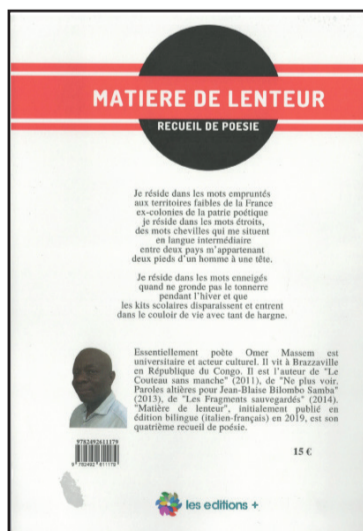 MATIERE DE LENTEUR
RECUEIL DE POESIE
Je réside dans les mots empruntés
aux territoires faibles de la France
ex-colonies de la patrie poétique
je réside dans les mots étroits,
des mots chevilles qui me situent
en langue intermédiaire
entre deux pays m'appartenant
deux pieds d'un homme à une tête.
Je réside dans les mots enneigés
quand ne gronde pas le tonnerre
pendant l'hiver et que
les kits scolaires disparaissent et entrent
dans le couloir de vie avec tant de hargne.
Essentiellement poète Omer Massem est
universitaire et acteur culturel. Il vit à Brazzaville
en République du Congo. Il est l'auteur de "Le
Couteau sans manche" (2011), de "Ne plus voir.
Paroles altières pour Jean-Blaise Bilombo Samba"
(2013), de "Les Fragments sauvegardés" (2014).
"Matière de lenteur", initialement publié en
édition bilingue (italien-français) en 2019, est son
quatrième recueil de poésie.
9782492611179
9 782492 611179
15 €
les editions +